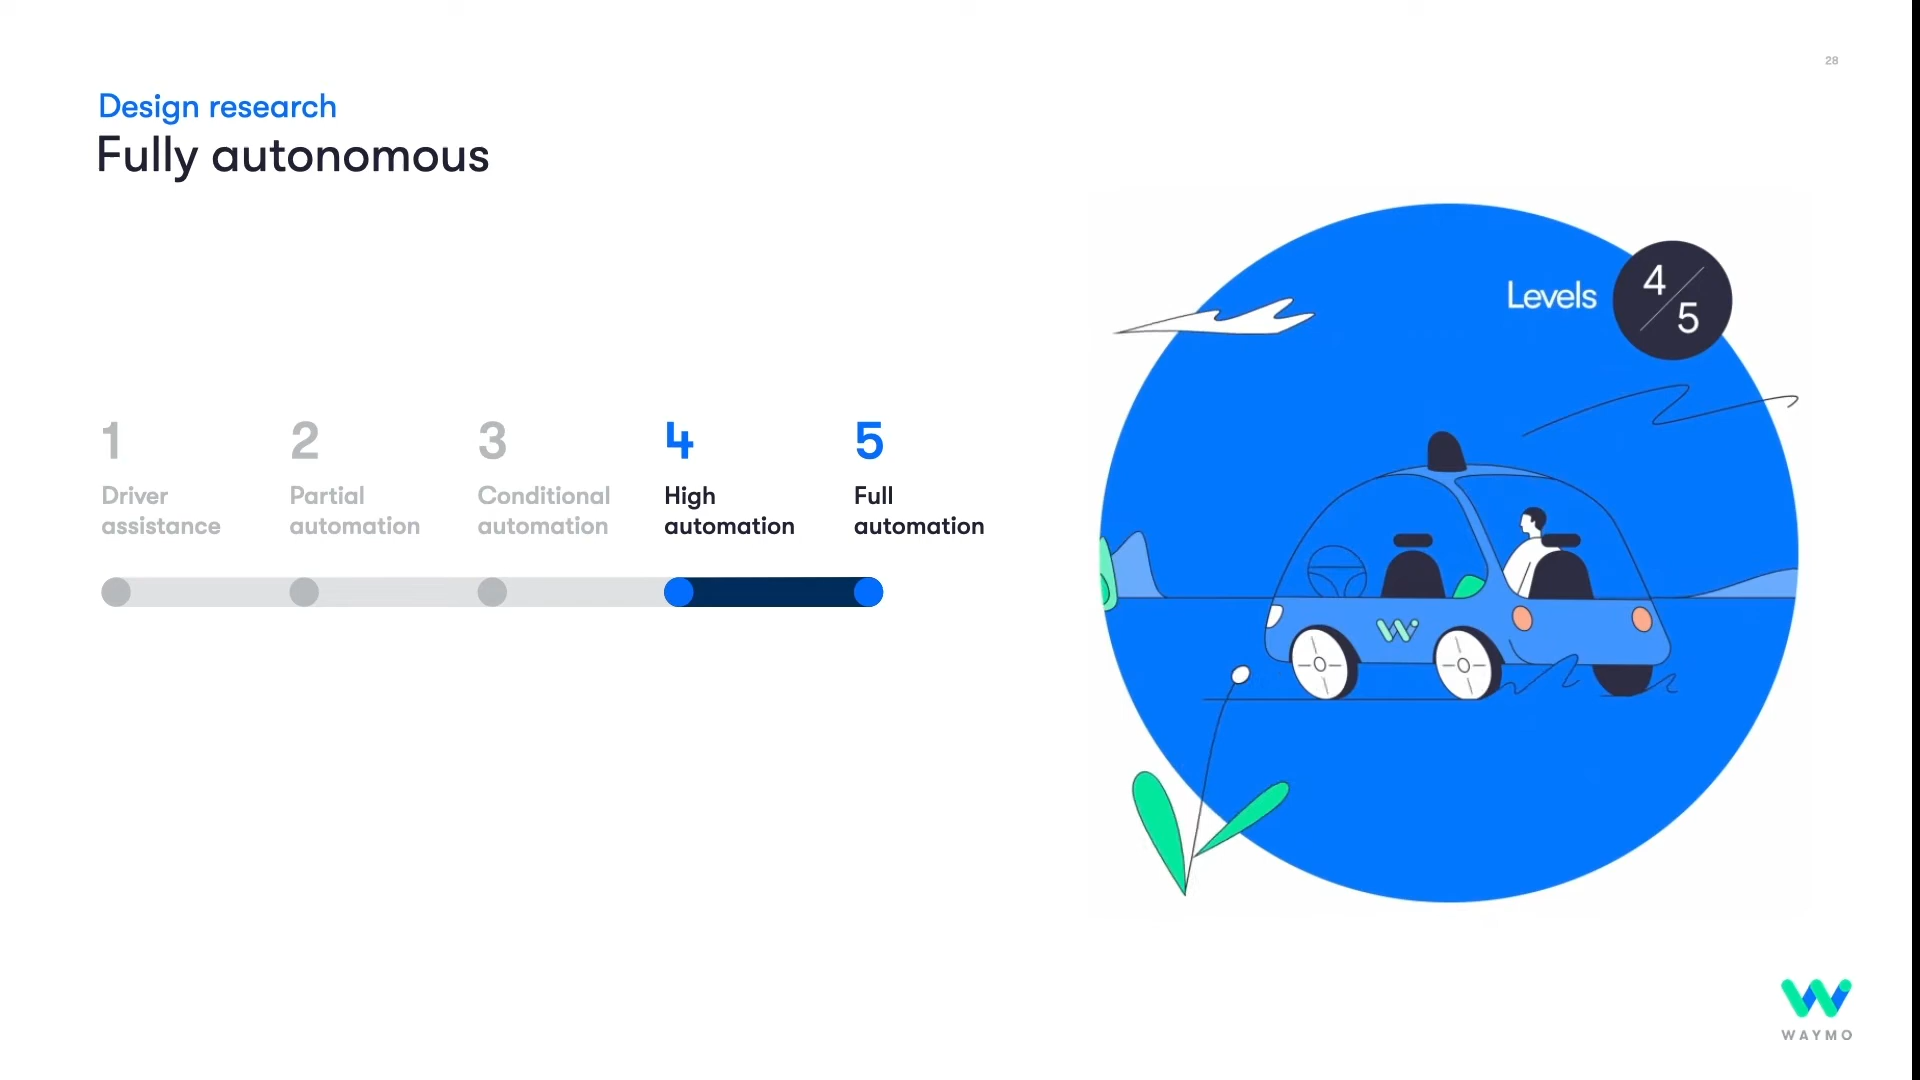 28
Design research
Fully autonomous
Levels 4/5
1
Driver
assistance
2
Partial
automation
3
Conditional
automation
4
High
automation
5
Full
automation
W
WAYMO